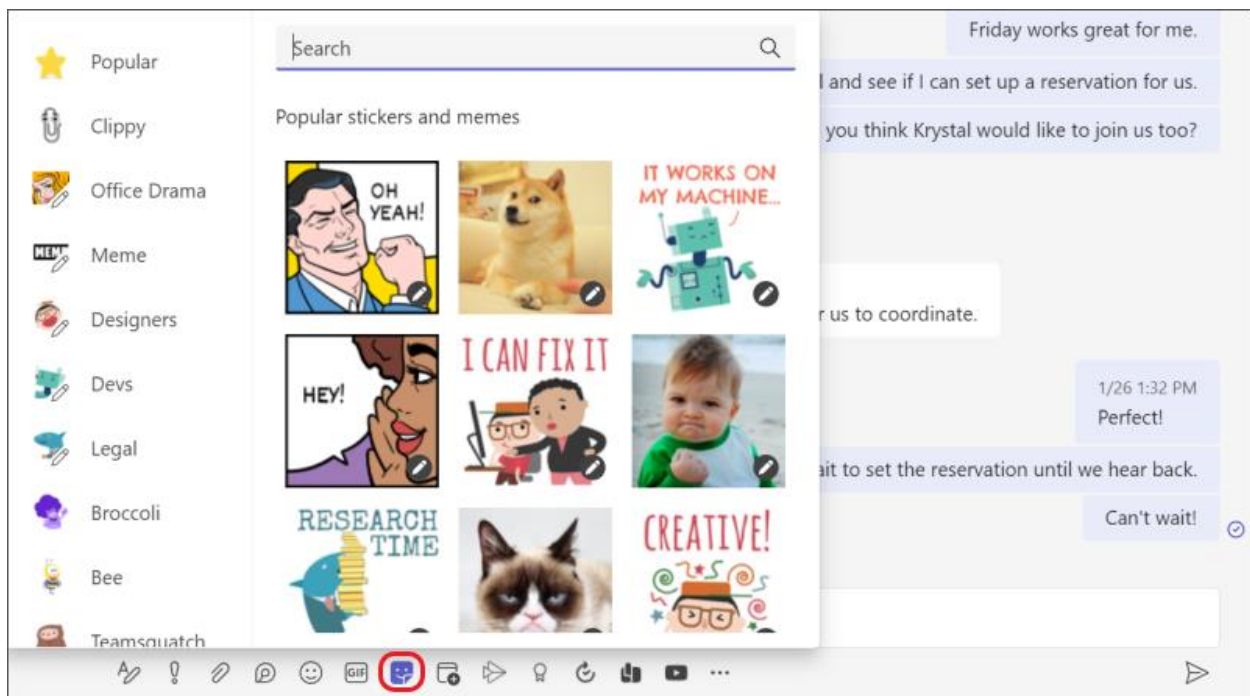 Popular
Clippy
Office Drama
Meme
Designers
Devs
Legal
Broccoli
Bee
Teamsquatch
Search
Popular stickers and memes
OH
YEAH!
IT WORKS ON
MY MACHINE...
HEY!
I CAN FIX IT
RESEARCH
TIME
CREATIVE!
Friday works great for me.
and see if I can set up a reservation for us.
you think Krystal would like to join us too?
us to coordinate.
1/26 1:32 PM
Perfect!
to set the reservation until we hear back.
Can't wait!
GIF